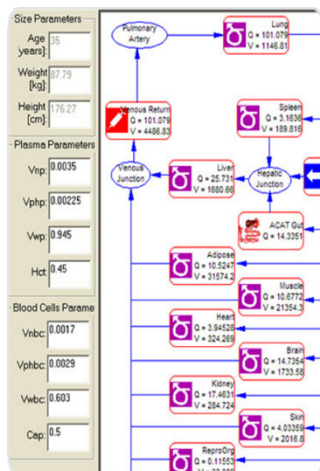 Size Parameters
Age
years]: 35
Weight
[kg]: 87.79
Height
[cm]: 176.27
Plasma Parameters
Vnp: 0.0035
Vphp: 0.00225
Vwp: 0.945
Hct: 0.45
Blood Cells Parame
Vnbc: 0.0017
Vphbc: 0.0029
Vwbc: 0.603
Cap: 0.5
Pulmonary
Artery
Lung
Q = 101.079
V = 1146.81
Venous Return
Q = 101.079
V = 4486.83
Spleen
Q = 3.1636
V = 189.816
Venous
Junction
Liver
Q = 25.731
V = 1680.66
Hepatic
Junction
ACAT Gut
Q = 14.3351
Adipose
Q = 10.5247
V = 31574.2
Muscle
Q = 10.6772
V = 21354.3
Heart
Q = 3.94528
V = 324.269
Brain
Q = 14.7354
V = 1733.58
Kidney
Q = 17.4631
V = 284.724
Skin
Q = 4.03359
V = 2016.8
ReproOrg
Q = 0.11553